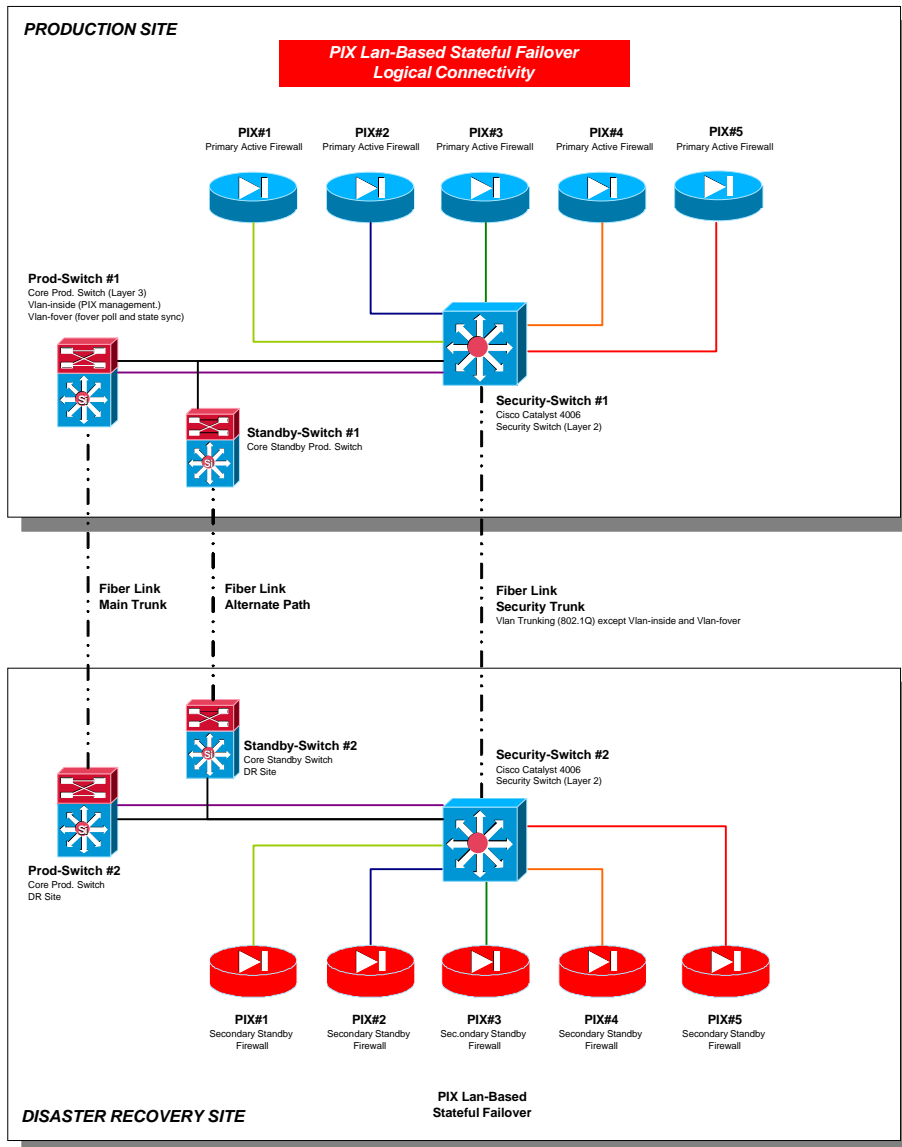 PRODUCTION SITE
PIX Lan-Based Stateful Failover
Logical Connectivity
PIX#1
Primary Active Firewall
PIX#2
Primary Active Firewall
PIX#3
Primary Active Firewall
PIX#4
Primary Active Firewall
PIX#5
Primary Active Firewall
Prod-Switch #1
Core Prod. Switch (Layer 3)
Vlan-inside (PIX management.)
Vlan-fover (fover poll and state sync)
Si
Security-Switch #1
Cisco Catalyst 4006
Security Switch (Layer 2)
Standby-Switch #1
Core Standby Prod. Switch
Si
Fiber Link
Main Trunk
Fiber Link
Alternate Path
Fiber Link
Security Trunk
Vlan Trunking (802.1Q) except Vlan-inside and Vlan-fover
Standby-Switch #2
Core Standby Switch
DR Site
Si
Security-Switch #2
Cisco Catalyst 4006
Security Switch (Layer 2)
Si
Prod-Switch #2
Core Prod. Switch
DR Site
PIX#1
Secondary Standby
Firewall
PIX#2
Secondary Standby
Firewall
PIX#3
Sec.ondary Standby
Firewall
PIX#4
Secondary Standby
Firewall
PIX#5
Secondary Standby
Firewall
PIX Lan-Based
Stateful Failover
DISASTER RECOVERY SITE